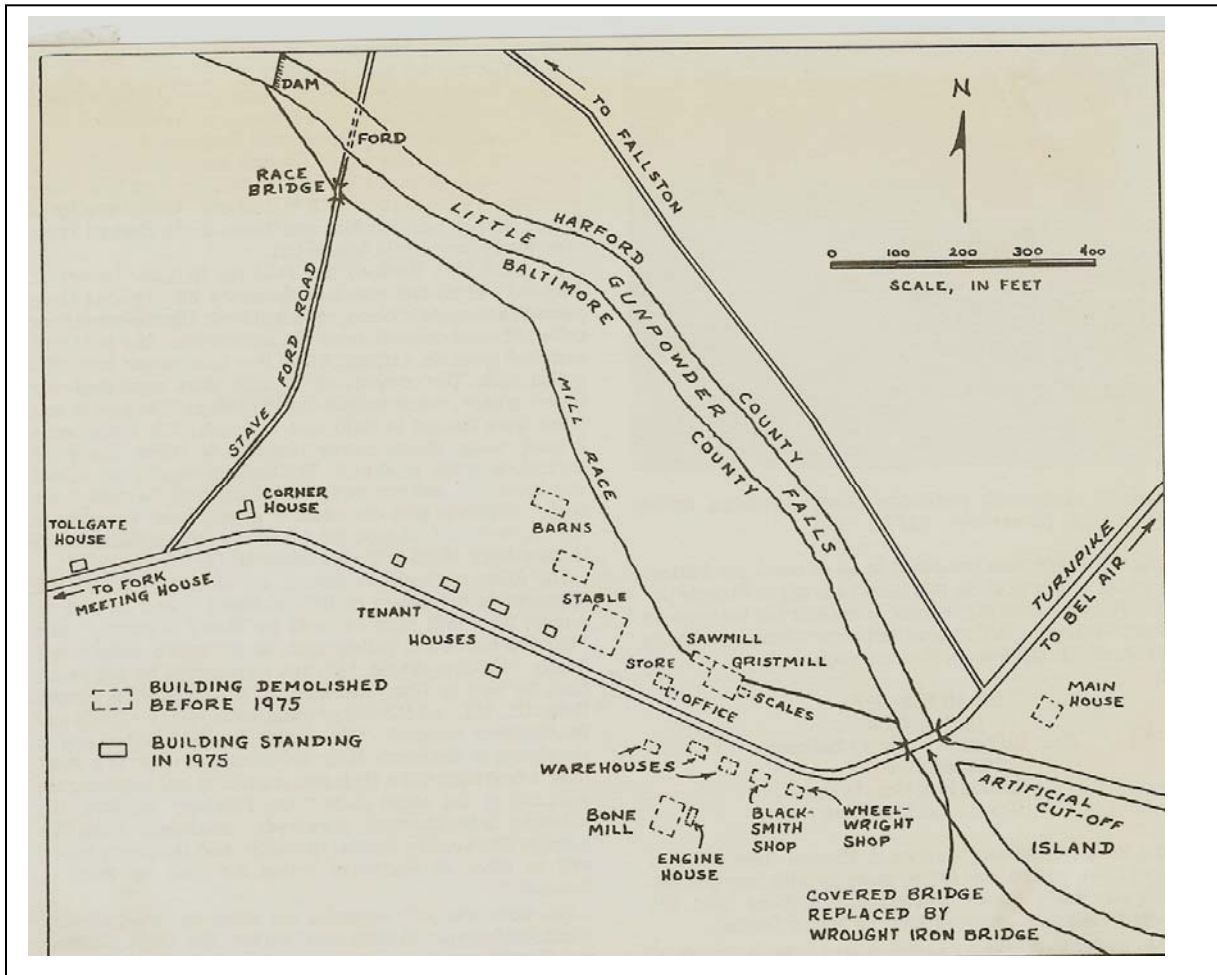 DAM
FORD
TO FALLSTON
N
RACE
BRIDGE
0 100 200 300 400
SCALE, IN FEET
LITTLE GUNPOWDER FALLS
HARFORD COUNTY
BALTIMORE COUNTY
STAVE FORD ROAD
MILL RACE
CORNER
HOUSE
TOLLGATE
HOUSE
TO FORK
MEETING HOUSE
BARNS
STABLE
TENANT
HOUSES
TURNPIKE
TO BEL AIR
SAWMILL
GRISTMILL
STORE
OFFICE
SCALES
MAIN
HOUSE
BUILDING DEMOLISHED
BEFORE 1975
BUILDING STANDING
IN 1975
WAREHOUSES
BONE
MILL
ENGINE
HOUSE
BLACK-
SMITH
SHOP
WHEEL-
WRIGHT
SHOP
ARTIFICIAL
CUT-OFF
ISLAND
COVERED BRIDGE
REPLACED BY
WROUGHT IRON BRIDGE